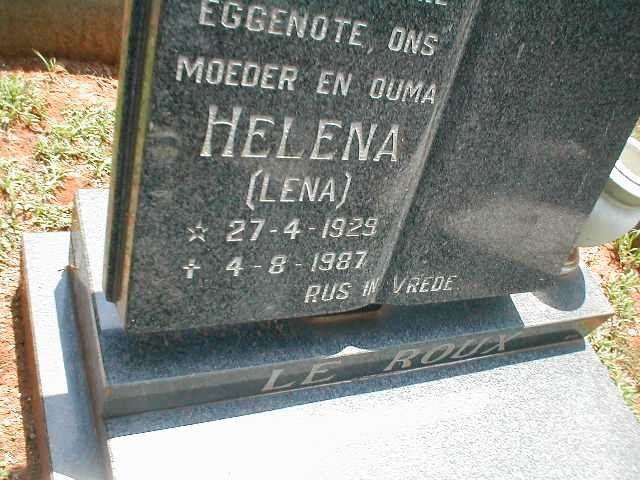 EGGENOTE, ONS
MOEDER EN OUMA
HELENA
(LENA)
☆ 27-4-1929
✝ 4-8-1987
RUS IN VREDE
LE ROUX